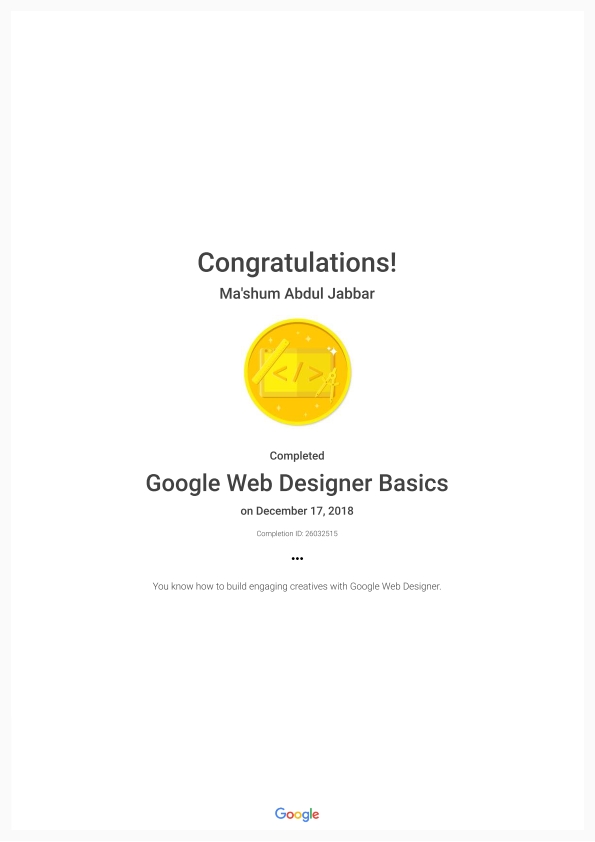 Congratulations!
Ma'shum Abdul Jabbar
</>
Completed
Google Web Designer Basics
on December 17, 2018
Completion ID: 26032515
•••
You know how to build engaging creatives with Google Web Designer.
Google